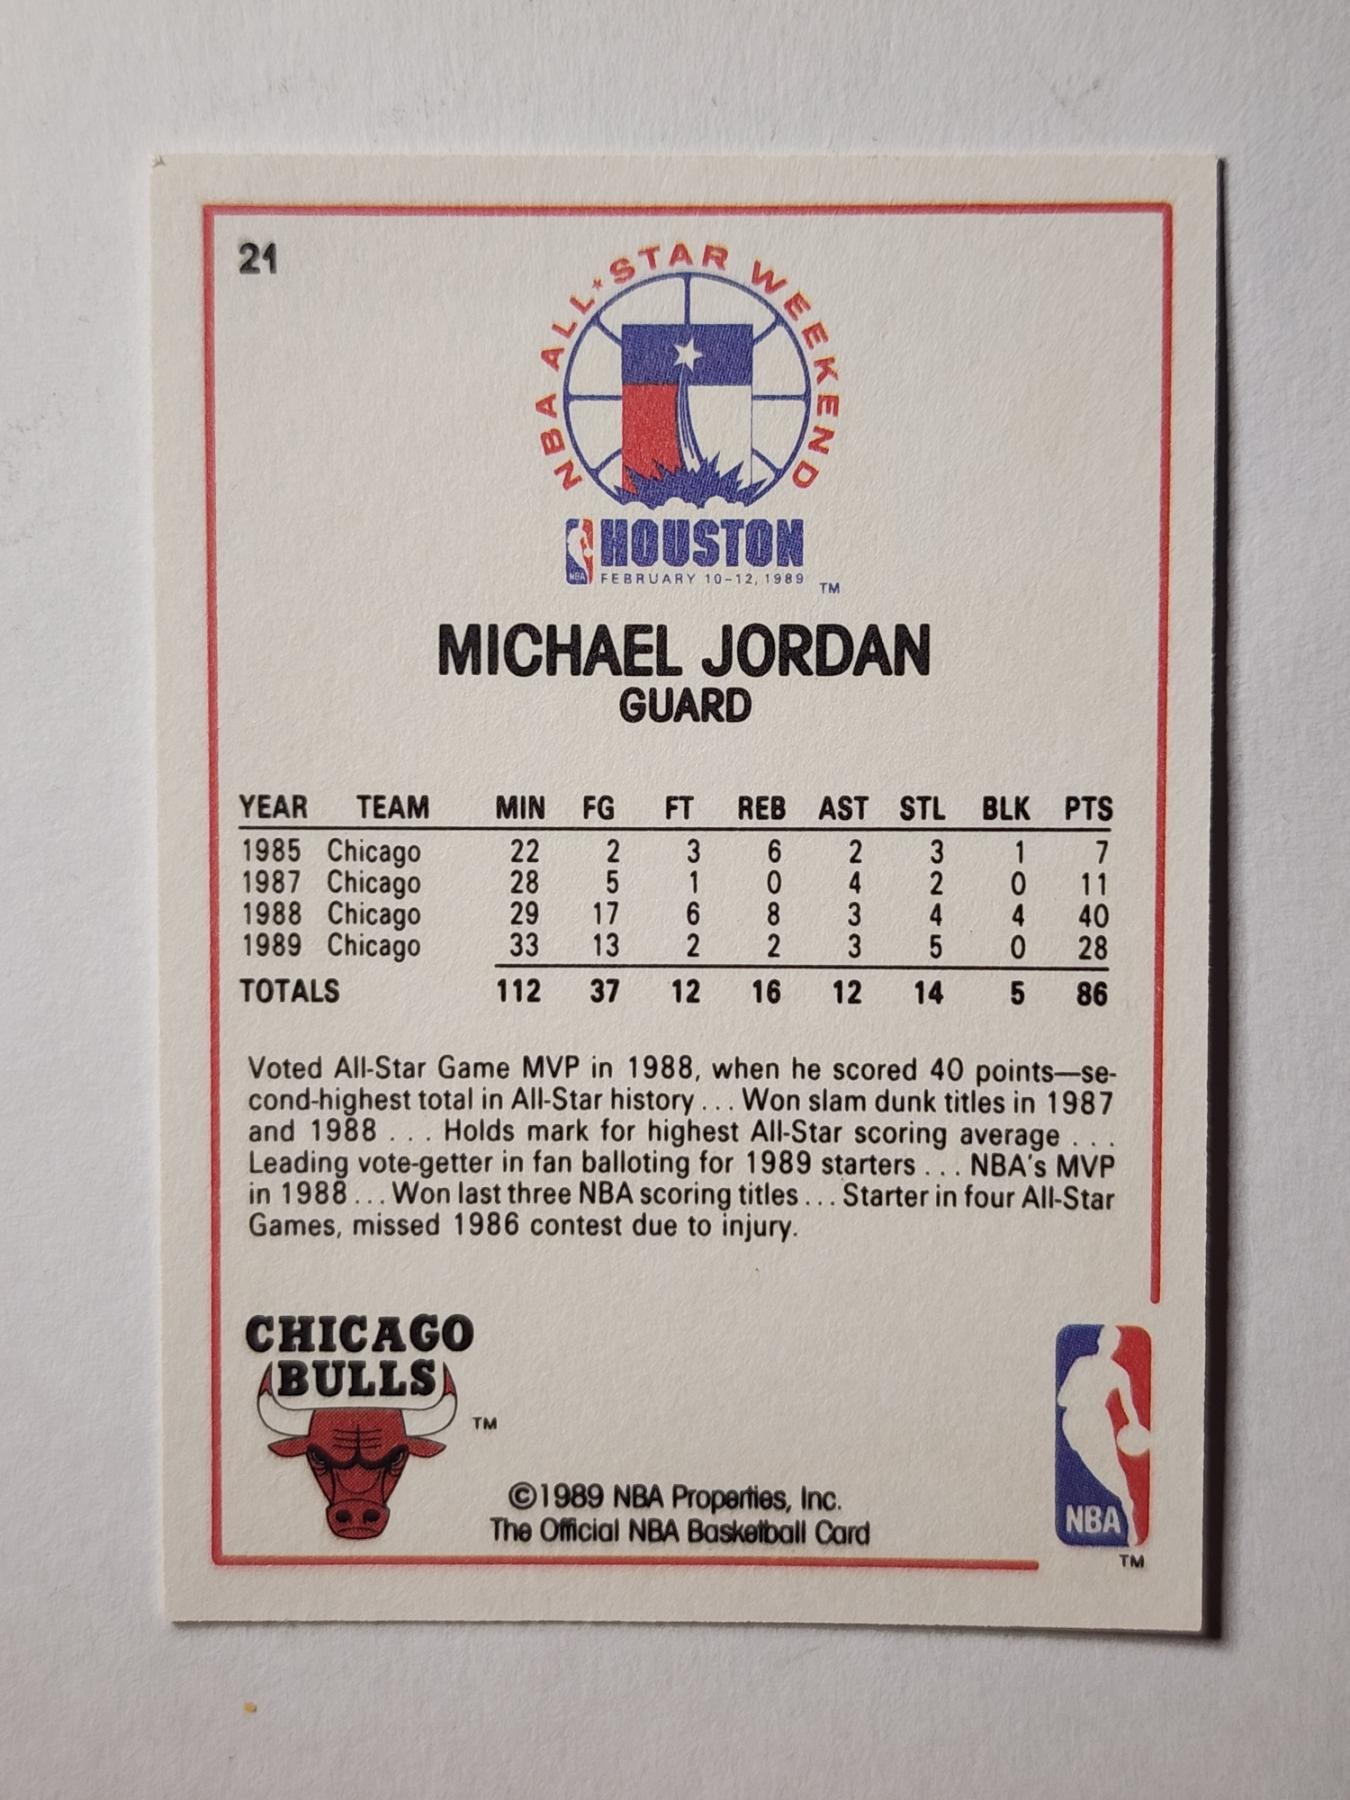 21
NBA ALL★STAR WEEKEND
NBA HOUSTON
FEBRUARY 10-12, 1989 TM
MICHAEL JORDAN
GUARD
YEAR TEAM MIN FG FT REB AST STL BLK PTS
1985 Chicago 22 2 3 6 2 3 1 7
1987 Chicago 28 5 1 0 4 2 0 11
1988 Chicago 29 17 6 8 3 4 4 40
1989 Chicago 33 13 2 2 3 5 0 28
TOTALS 112 37 12 16 12 14 5 86
Voted All-Star Game MVP in 1988, when he scored 40 points—se-
cond-highest total in All-Star history . . . Won slam dunk titles in 1987
and 1988 . . . Holds mark for highest All-Star scoring average . . .
Leading vote-getter in fan balloting for 1989 starters . . . NBA's MVP
in 1988 . . . Won last three NBA scoring titles . . . Starter in four All-Star
Games, missed 1986 contest due to injury.
CHICAGO
BULLS
TM
©1989 NBA Properties, Inc.
The Official NBA Basketball Card
NBA
TM